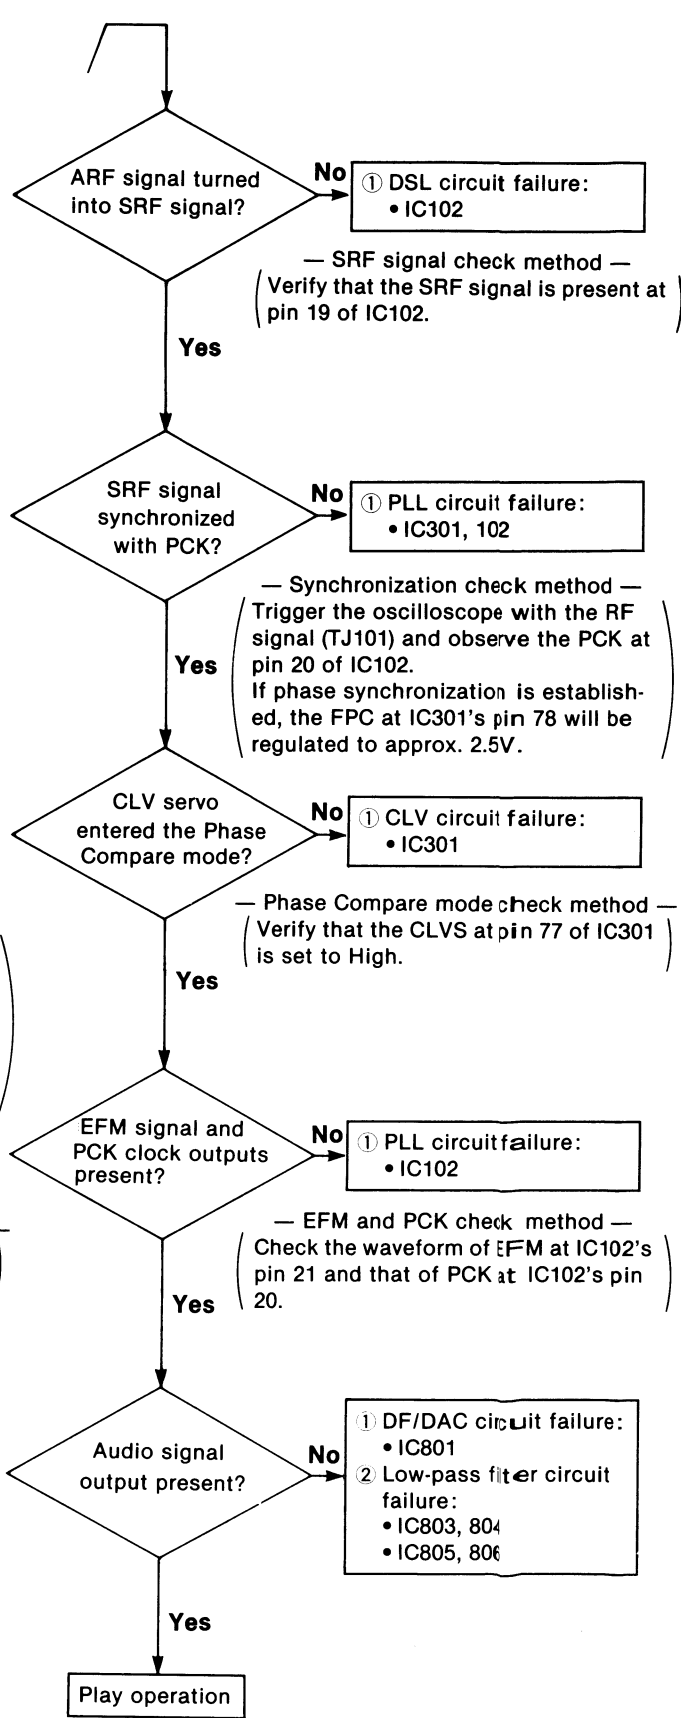 ARF signal turned
into SRF signal?
No
① DSL circuit failure:
• IC102
— SRF signal check method —
Verify that the SRF signal is present at
pin 19 of IC102.
Yes
SRF signal
synchronized
with PCK?
No
① PLL circuit failure:
• IC301, 102
— Synchronization check method —
Trigger the oscilloscope with the RF
signal (TJ101) and observe the PCK at
pin 20 of IC102.
If phase synchronization is establish-
ed, the FPC at IC301's pin 78 will be
regulated to approx. 2.5V.
Yes
CLV servo
entered the Phase
Compare mode?
No
① CLV circuit failure:
• IC301
— Phase Compare mode check method —
Verify that the CLVS at pin 77 of IC301
is set to High.
Yes
EFM signal and
PCK clock outputs
present?
No
① PLL circuit failure:
• IC102
— EFM and PCK check method —
Check the waveform of EFM at IC102's
pin 21 and that of PCK at IC102's pin
20.
Yes
Audio signal
output present?
No
① DF/DAC circuit failure:
• IC801
② Low-pass filter circuit
failure:
• IC803, 804
• IC805, 806
Yes
Play operation